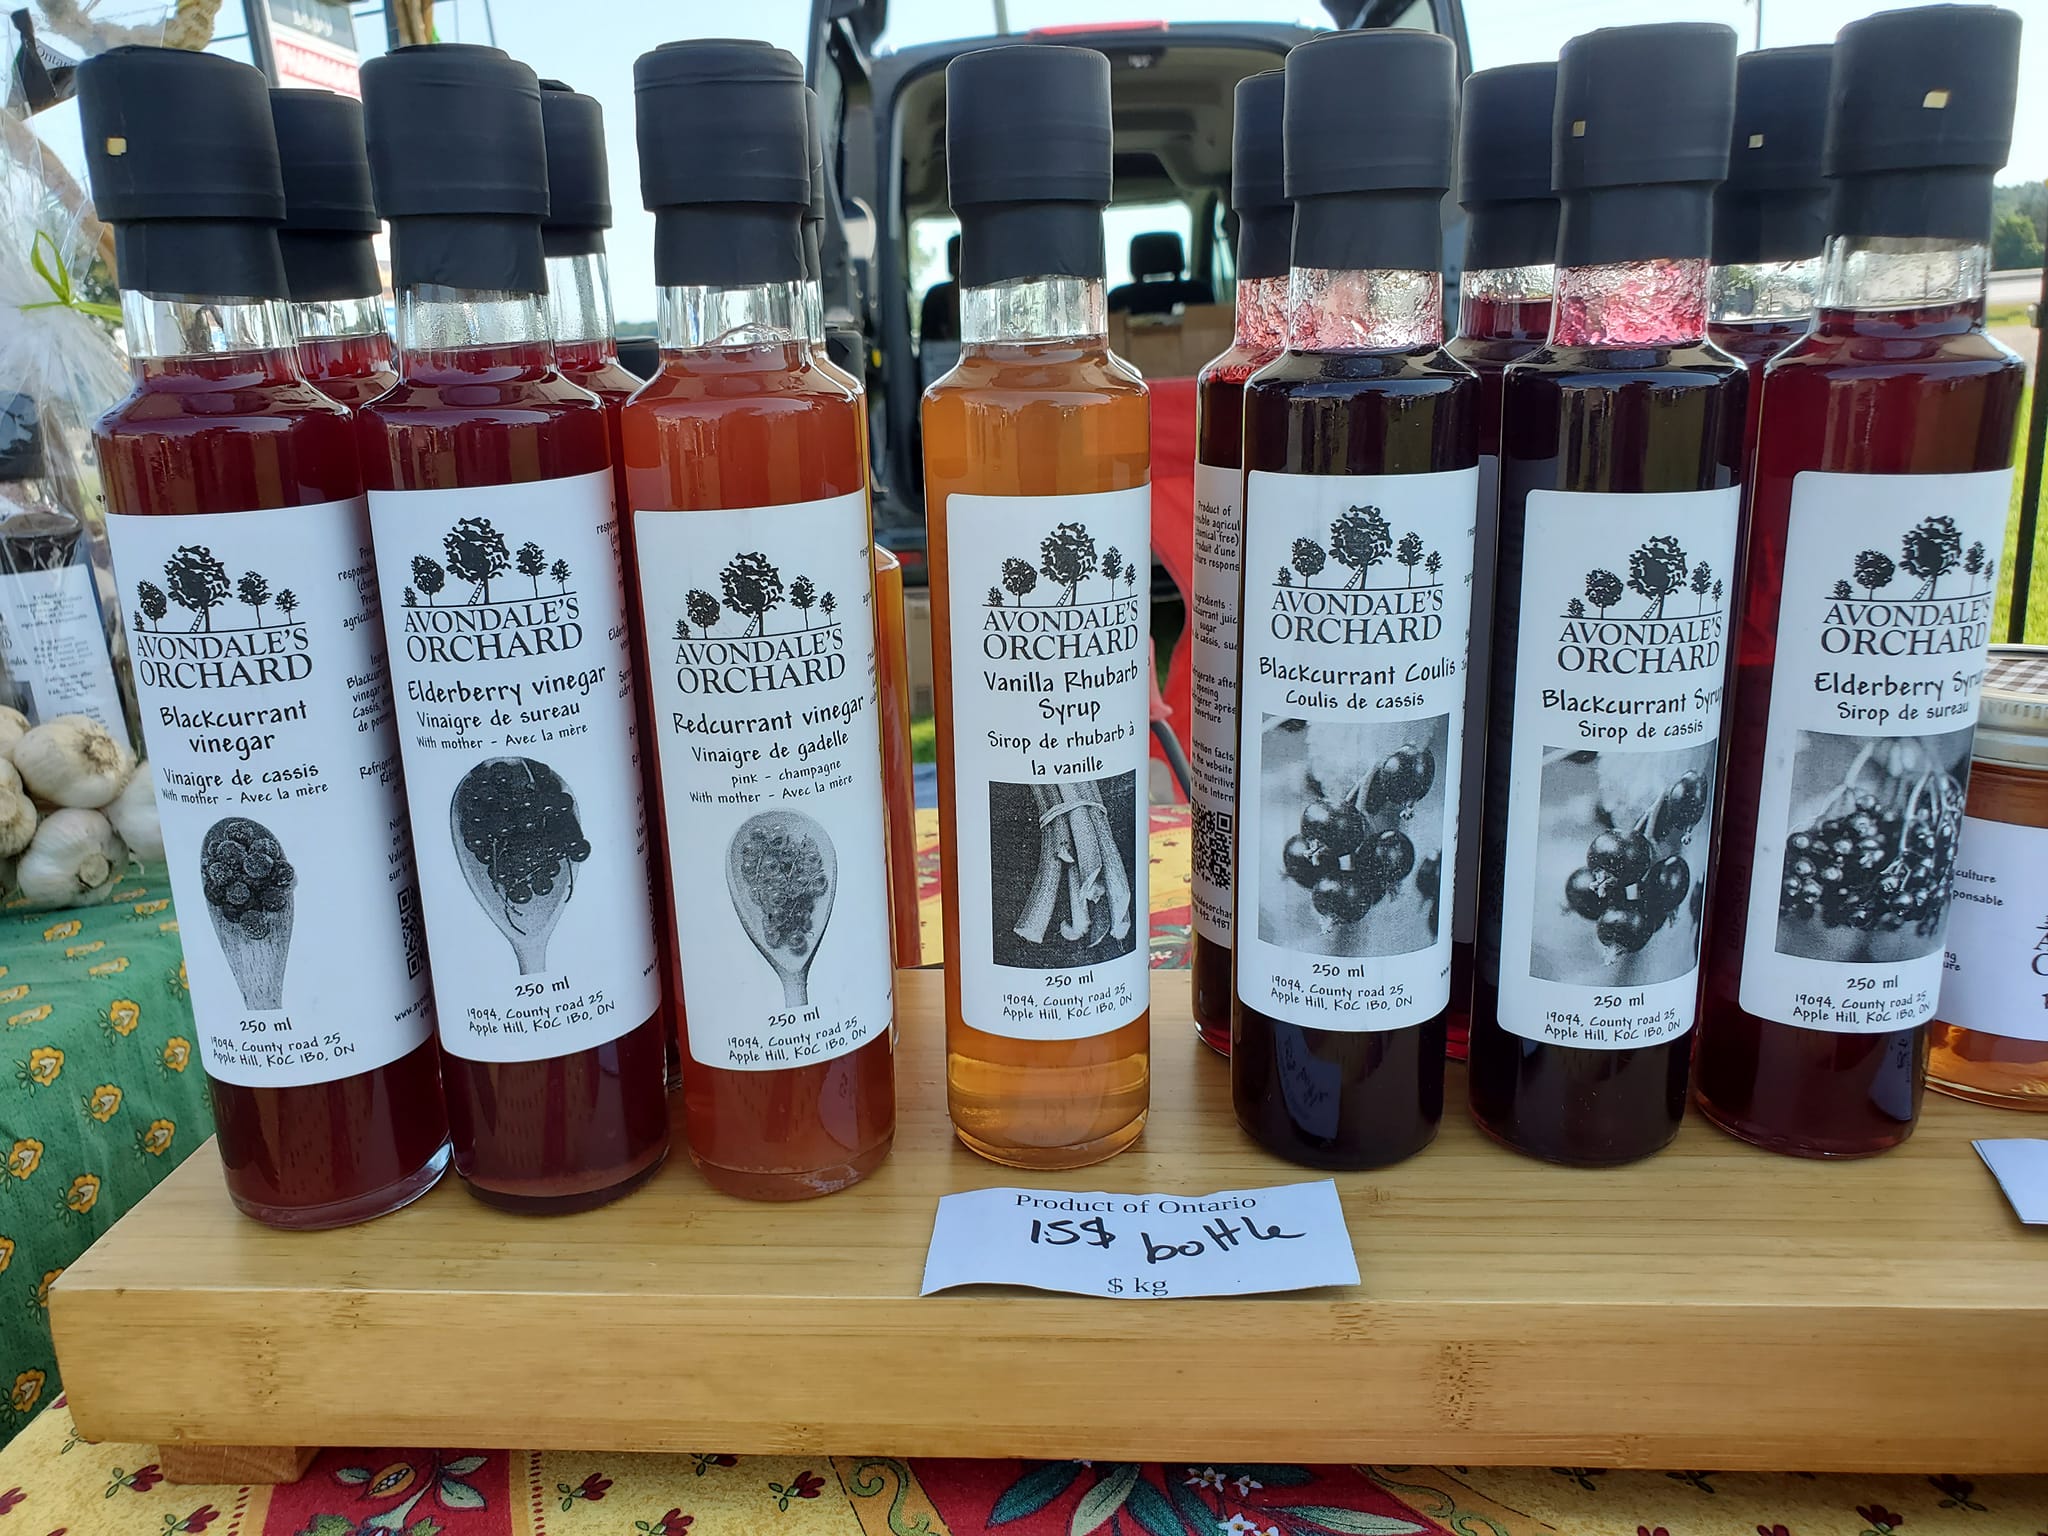 AVONDALE'S
ORCHARD
Blackcurrant
vinegar
Vinaigre de cassis
With mother - Avec la mère
250 ml
19094, County road 25
Apple Hill, K0C 1B0, ON
AVONDALE'S
ORCHARD
Elderberry vinegar
Vinaigre de sureau
With mother - Avec la mère
250 ml
19094, County road 25
Apple Hill, K0C 1B0, ON
AVONDALE'S
ORCHARD
Redcurrant vinegar
Vinaigre de gadelle
pink - champagne
With mother - Avec la mère
250 ml
19094, County road 25
Apple Hill, K0C 1B0, ON
AVONDALE'S
ORCHARD
Vanilla Rhubarb
Syrup
Sirop de rhubarb à
la vanille
250 ml
19094, County road 25
Apple Hill, K0C 1B0, ON
Product of
chemical free)
AVONDALE'S
ORCHARD
Blackcurrant Coulis
Coulis de cassis
250 ml
19094, County road 25
Apple Hill, K0C 1B0, ON
AVONDALE'S
ORCHARD
Blackcurrant Syrup
Sirop de cassis
250 ml
19094, County road 25
Apple Hill, K0C 1B0, ON
AVONDALE'S
ORCHARD
Elderberry Syru
Sirop de sureau
250 ml
19094, County road 25
Apple Hill, K0C 1B0, ON
Product of Ontario
15$ bottle
$ kg